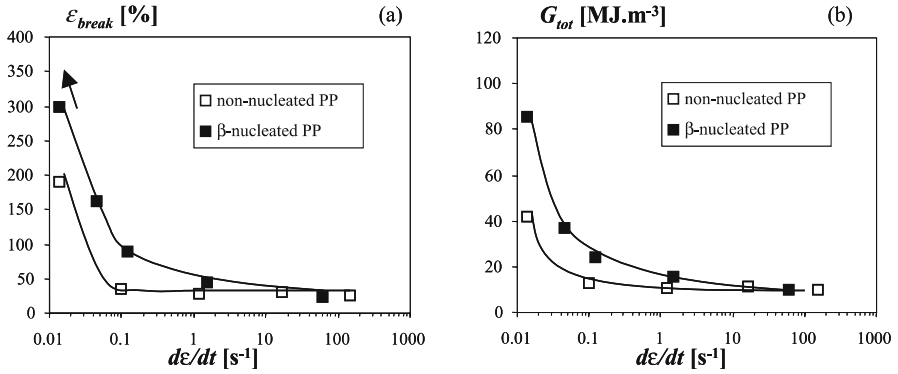 ε_break [%] (a)
400
350
300
250
200
150
100
50
0
non-nucleated PP
β-nucleated PP
0.01 0.1 1 10 100 1000
dε/dt [s⁻¹]
G_tot [MJ.m⁻³] (b)
120
100
80
60
40
20
0
non-nucleated PP
β-nucleated PP
0.01 0.1 1 10 100 1000
dε/dt [s⁻¹]